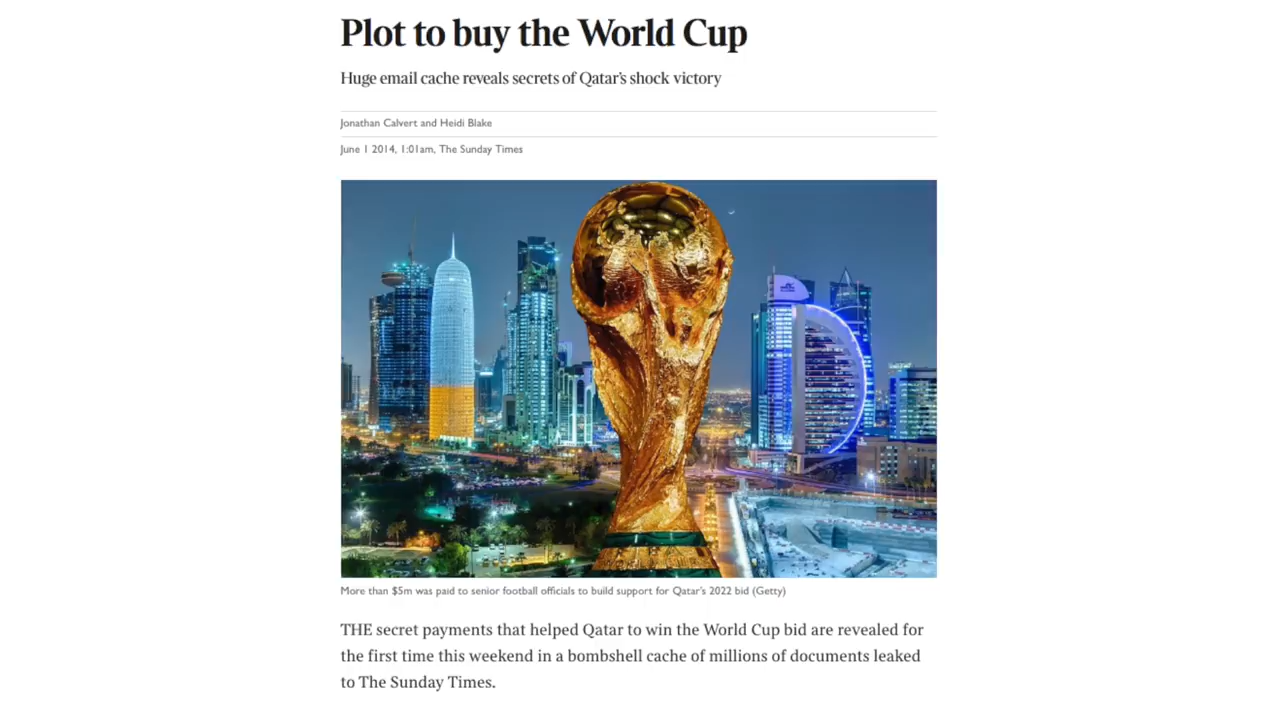 Plot to buy the World Cup
Huge email cache reveals secrets of Qatar's shock victory
Jonathan Calvert and Heidi Blake
June 1 2014, 1:01am, The Sunday Times
More than $5m was paid to senior football officials to build support for Qatar's 2022 bid (Getty)
THE secret payments that helped Qatar to win the World Cup bid are revealed for
the first time this weekend in a bombshell cache of millions of documents leaked
to The Sunday Times.